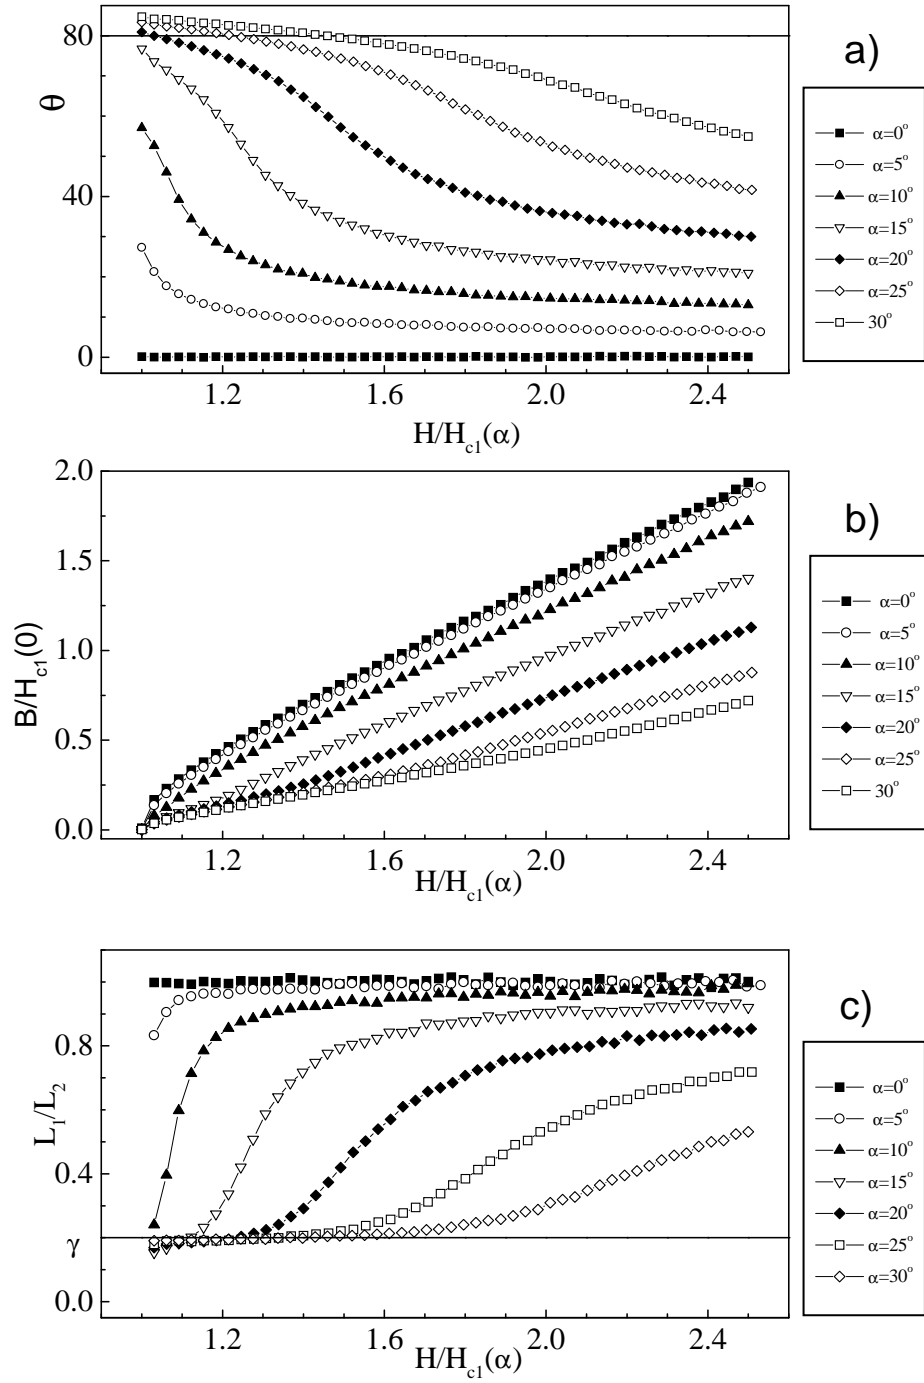 a)
80
40
0
θ
1.2 1.6 2.0 2.4
H/H_c1(α)
α=0°
α=5°
α=10°
α=15°
α=20°
α=25°
30°
b)
2.0
1.5
1.0
0.5
0.0
B/H_c1(0)
1.2 1.6 2.0 2.4
H/H_c1(α)
α=0°
α=5°
α=10°
α=15°
α=20°
α=25°
30°
c)
0.8
0.4
γ
0.0
L_1/L_2
1.2 1.6 2.0 2.4
H/H_c1(α)
α=0°
α=5°
α=10°
α=15°
α=20°
α=25°
α=30°